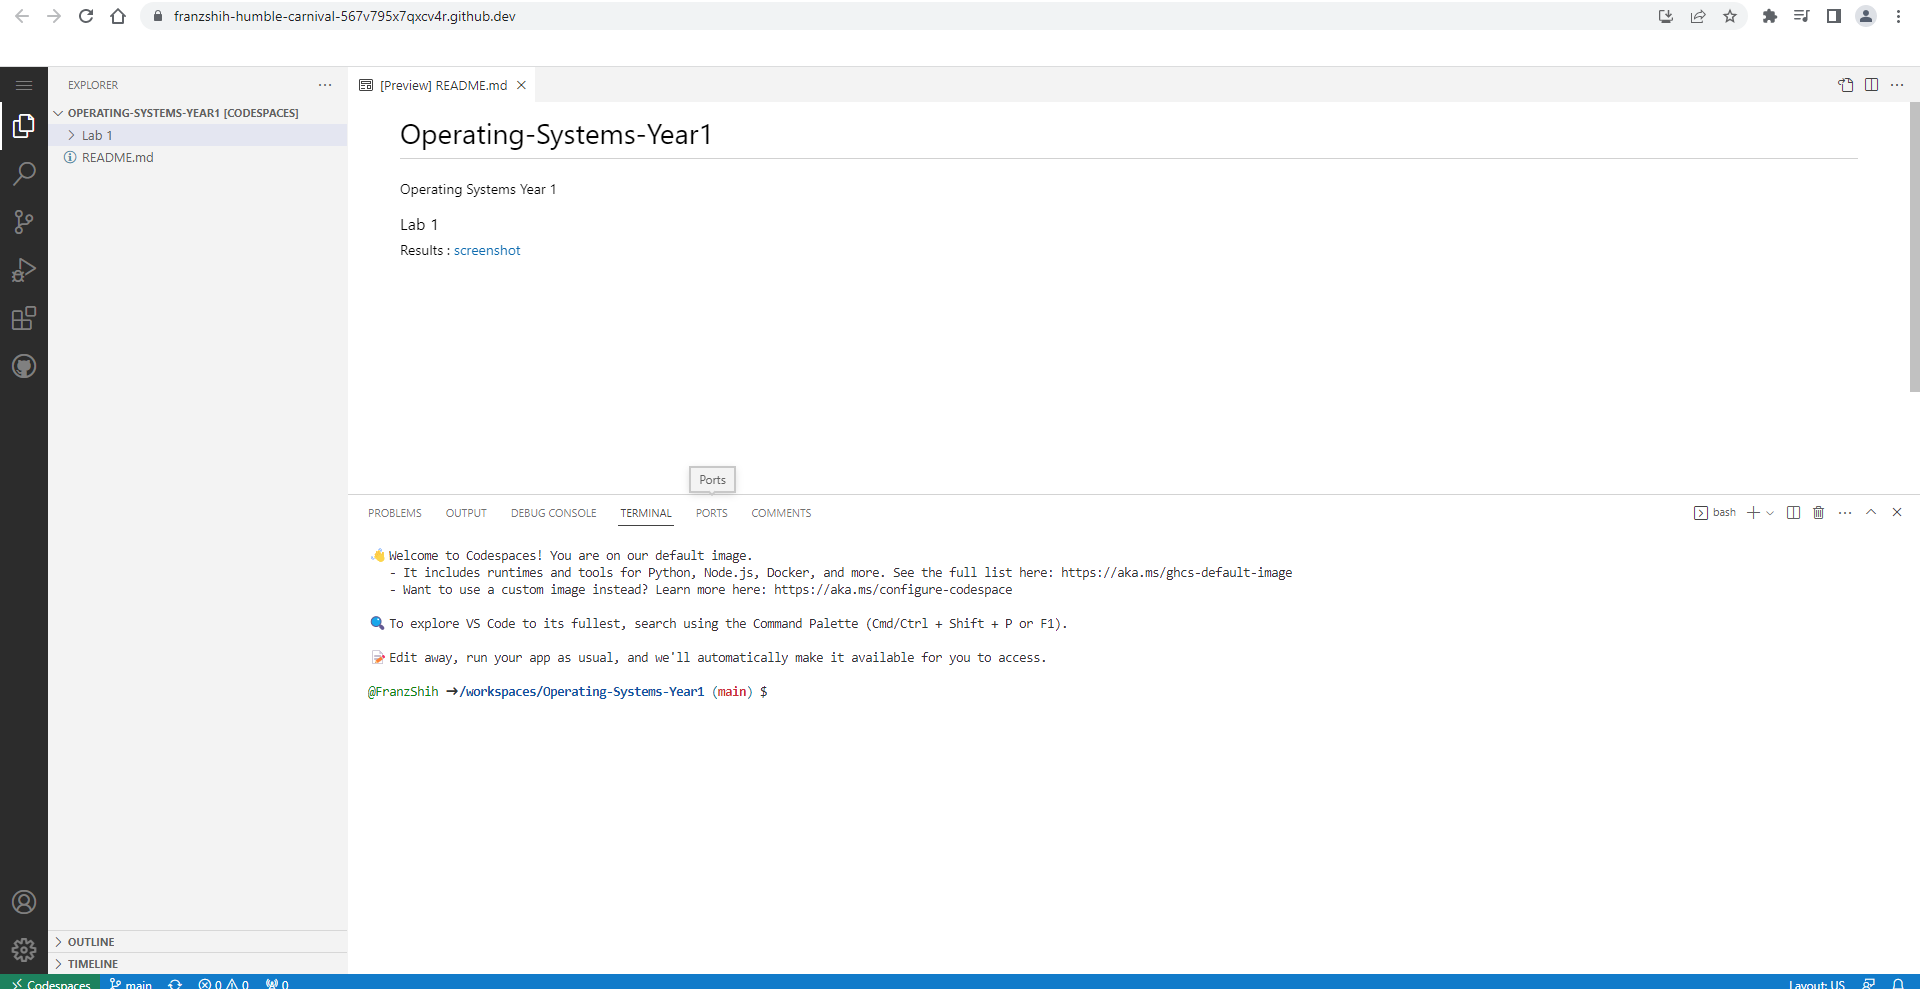 franzshih-humble-carnival-567v795x7qxcv4r.github.dev
EXPLORER
OPERATING-SYSTEMS-YEAR1 [CODESPACES]
Lab 1
README.md
OUTLINE
TIMELINE
[Preview] README.md
Operating-Systems-Year1
Operating Systems Year 1
Lab 1
Results : screenshot
Ports
PROBLEMS OUTPUT DEBUG CONSOLE TERMINAL PORTS COMMENTS
bash
Welcome to Codespaces! You are on our default image.
- It includes runtimes and tools for Python, Node.js, Docker, and more. See the full list here: https://aka.ms/ghcs-default-image
- Want to use a custom image instead? Learn more here: https://aka.ms/configure-codespace
To explore VS Code to its fullest, search using the Command Palette (Cmd/Ctrl + Shift + P or F1).
Edit away, run your app as usual, and we'll automatically make it available for you to access.
@FranzShih ➜/workspaces/Operating-Systems-Year1 (main) $
Codespaces main 0 0 0 Layout: US